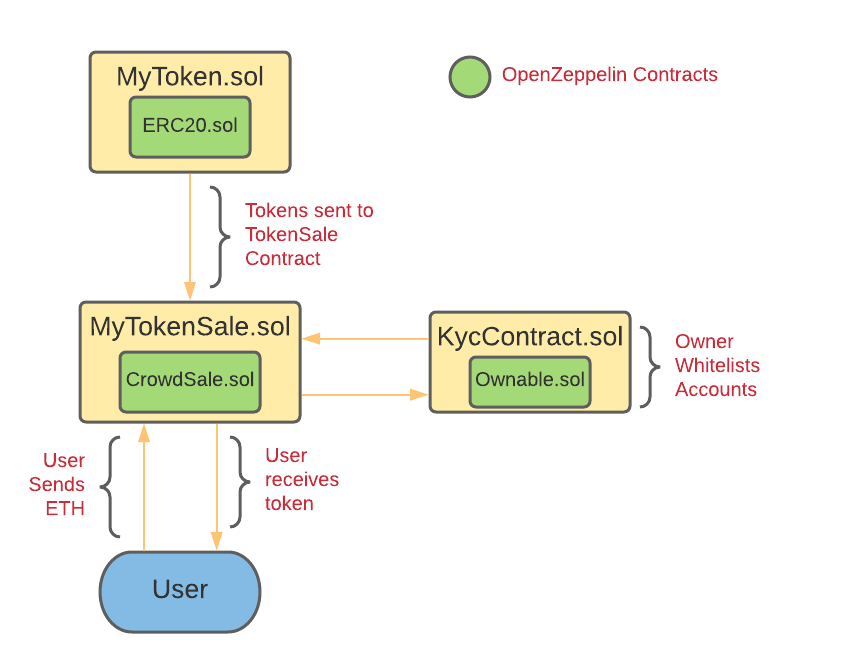 MyToken.sol
ERC20.sol
OpenZeppelin Contracts
Tokens sent to
TokenSale
Contract
MyTokenSale.sol
CrowdSale.sol
KycContract.sol
Ownable.sol
Owner
Whitelists
Accounts
User
Sends
ETH
User
receives
token
User